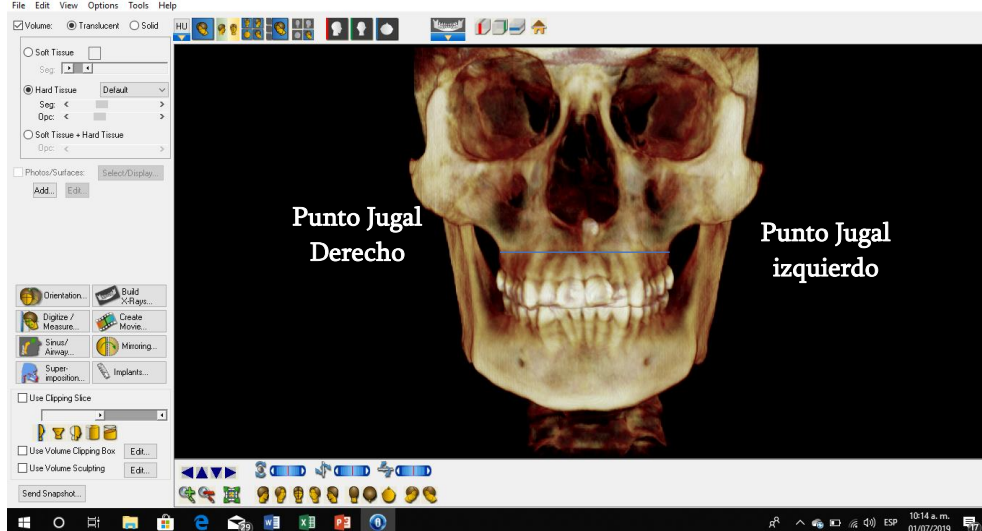 File Edit View Options Tools Help
Volume: Translucent Solid
HU
Soft Tissue
Seg:
Hard Tissue Default
Seg:
Opc:
Soft Tissue + Hard Tissue
Opc:
Photos/Surfaces: Select/Display...
Add... Edit...
Punto Jugal
Derecho
Punto Jugal
izquierdo
Orientation... Build
X-Rays...
Digitize /
Measure...
Create
Movie...
Sinus/
Airway...
Mirroring...
Super-
imposition...
Implants...
Use Clipping Slice
Use Volume Clipping Box Edit...
Use Volume Sculpting Edit...
Send Snapshot...
29
ESP
10:14 a. m.
01/07/2019
17